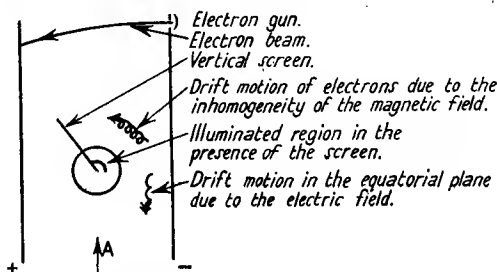 Electron gun.
Electron beam.
Vertical screen.
Drift motion of electrons due to the
inhomogeneity of the magnetic field.
Illuminated region in the
presence of the screen.
Drift motion in the equatorial plane
due to the electric field.
A
+ −